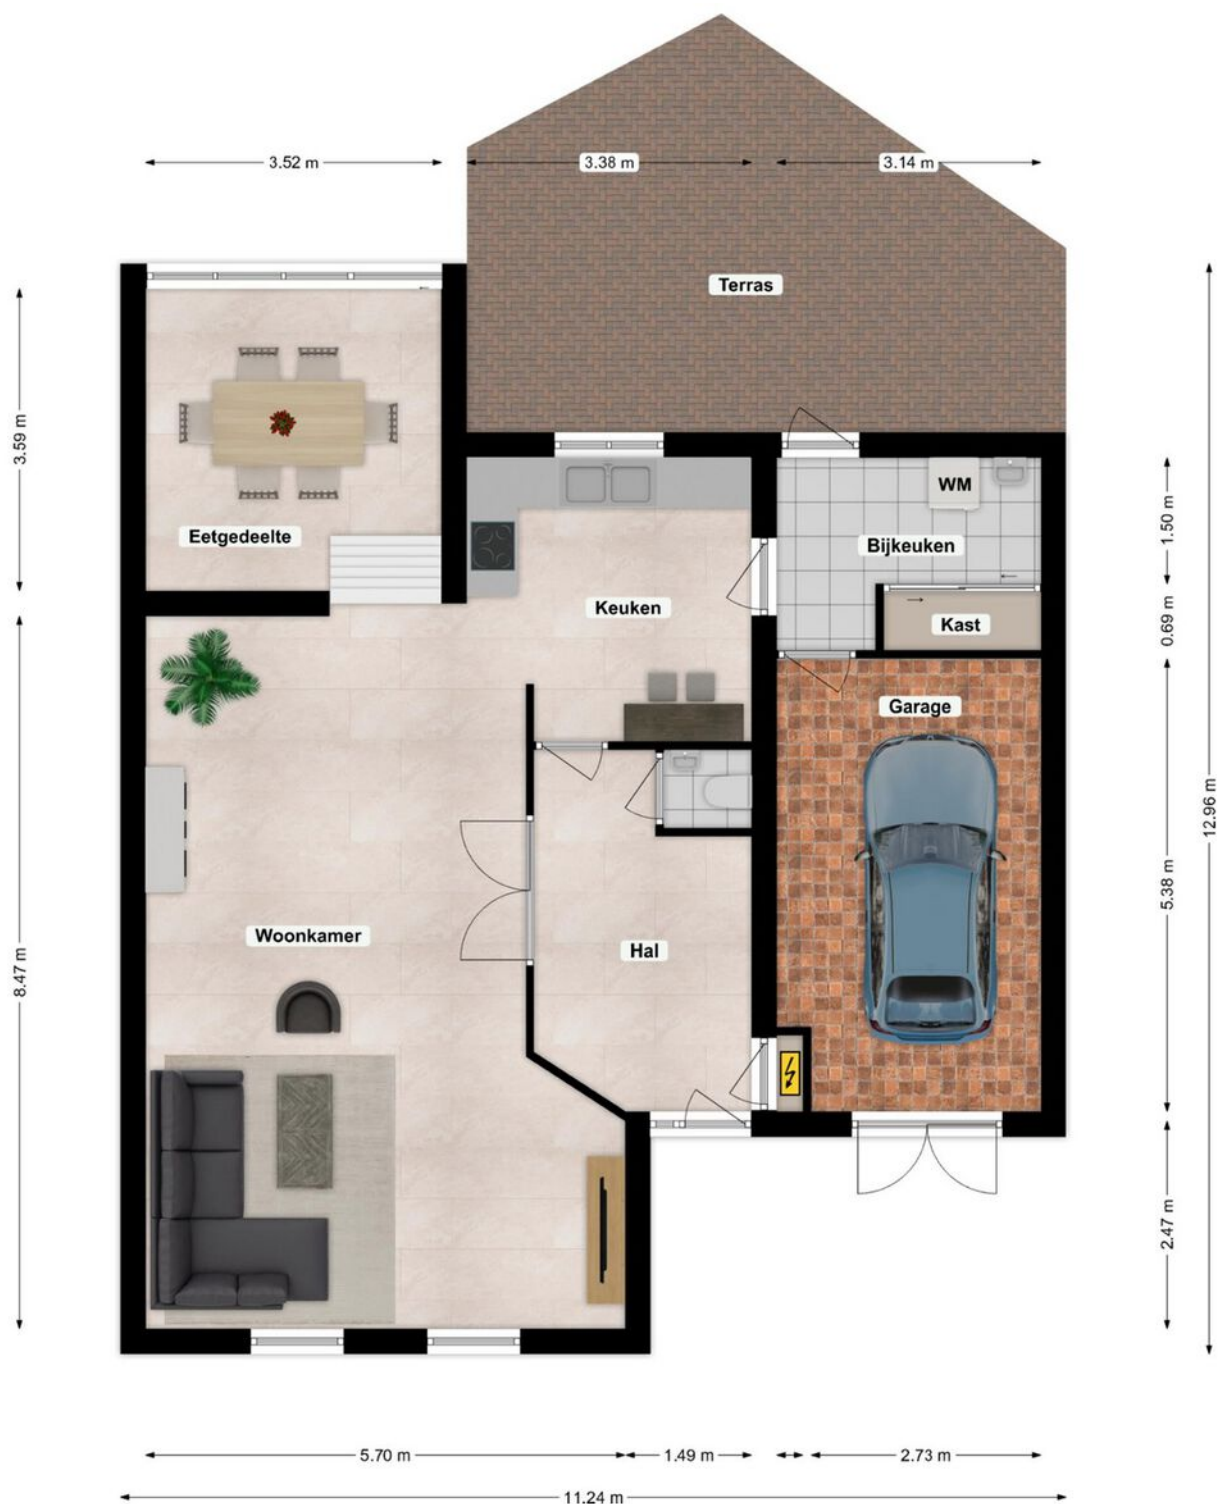 3.52 m
3.38 m
3.14 m
Terras
3.59 m
Eetgedeelte
WM
Bijkeuken
1.50 m
Keuken
Kast
0.69 m
Garage
12.96 m
5.38 m
Woonkamer
Hal
8.47 m
2.47 m
5.70 m
1.49 m
2.73 m
11.24 m